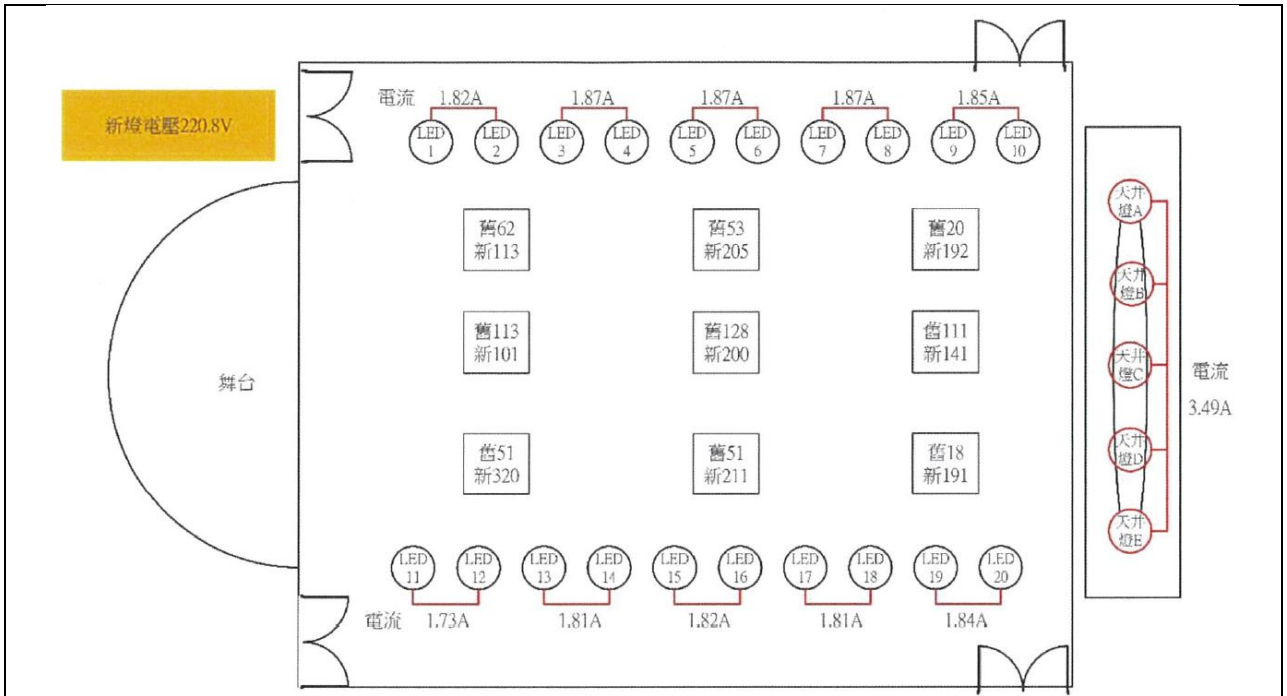 新燈電壓220.8V
電流 1.82A 1.87A 1.87A 1.87A 1.85A
LED
1
LED
2
LED
3
LED
4
LED
5
LED
6
LED
7
LED
8
LED
9
LED
10
舊62
新113
舊53
新205
舊20
新192
舊113
新101
舊128
新200
舊111
新141
舊51
新320
舊51
新211
舊18
新191
舞台
天井
燈A
天井
燈B
天井
燈C
天井
燈D
天井
燈E
電流
3.49A
LED
11
LED
12
LED
13
LED
14
LED
15
LED
16
LED
17
LED
18
LED
19
LED
20
電流 1.73A 1.81A 1.82A 1.81A 1.84A